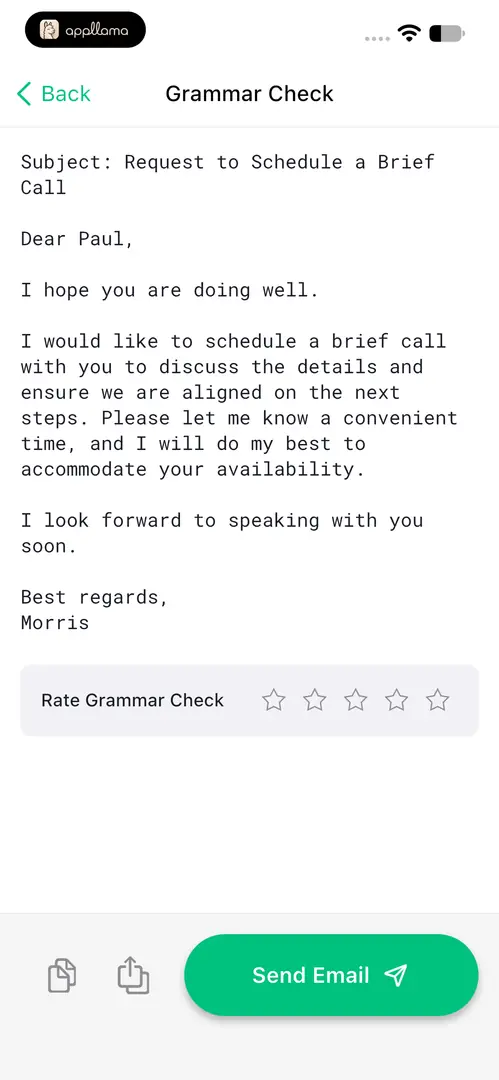 appllama
Back
Grammar Check
Subject: Request to Schedule a Brief
Call
Dear Paul,
I hope you are doing well.
I would like to schedule a brief call
with you to discuss the details and
ensure we are aligned on the next
steps. Please let me know a convenient
time, and I will do my best to
accommodate your availability.
I look forward to speaking with you
soon.
Best regards,
Morris
Rate Grammar Check
Send Email